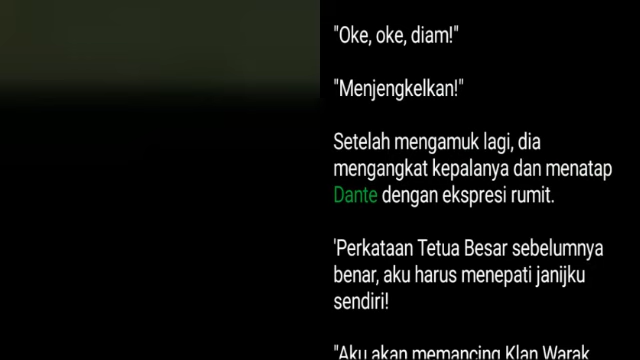 "Oke, oke, diam!"
"Menjengkelkan!"
Setelah mengamuk lagi, dia
mengangkat kepalanya dan menatap
Dante dengan ekspresi rumit.
'Perkataan Tetua Besar sebelumnya
benar, aku harus menepati janijku
sendiri!
"Aku akan memancing Klan Warak